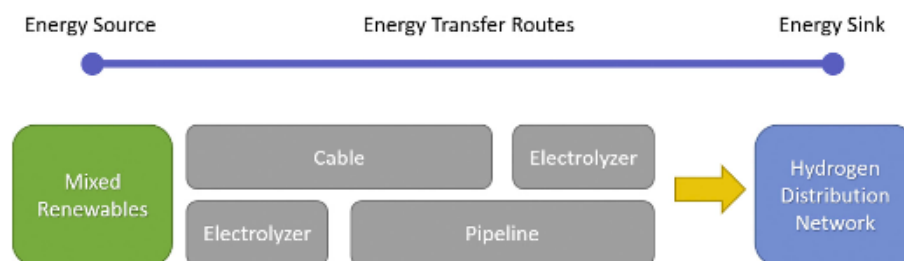 Energy Source
Energy Transfer Routes
Energy Sink
Mixed
Renewables
Cable
Electrolyzer
Electrolyzer
Pipeline
Hydrogen
Distribution
Network